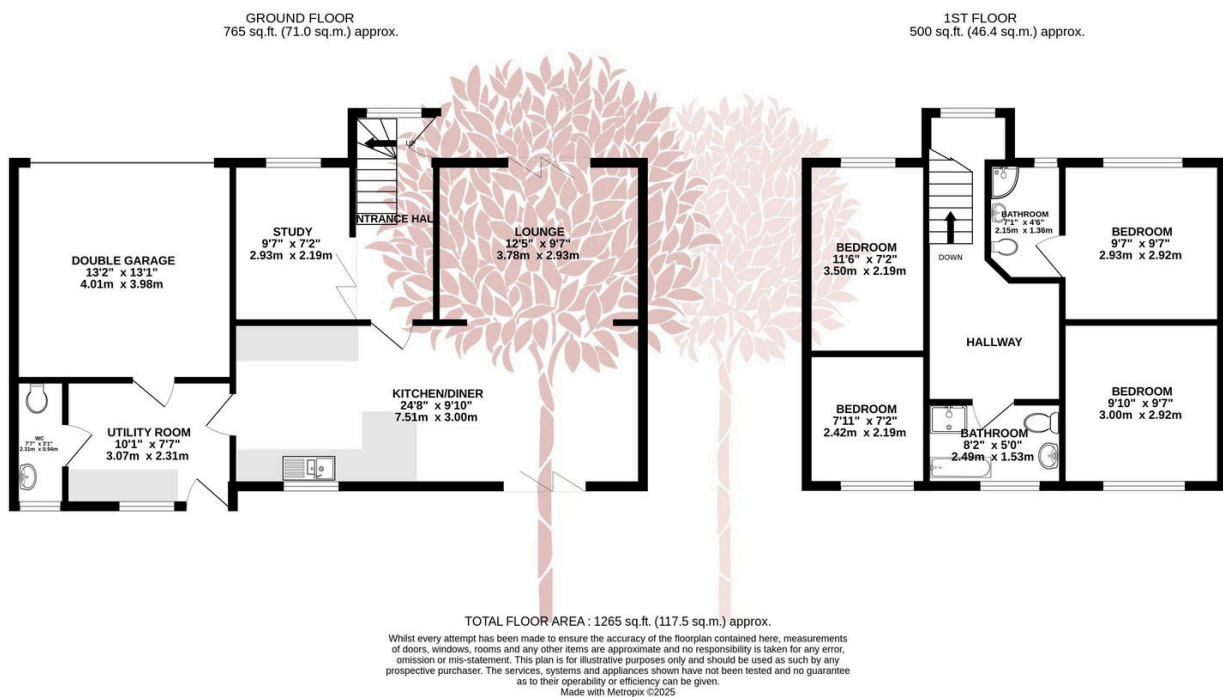 GROUND FLOOR
765 sq.ft. (71.0 sq.m.) approx.
1ST FLOOR
500 sq.ft. (46.4 sq.m.) approx.
UP
STUDY
9'7" x 7'2"
2.93m x 2.19m
ENTRANCE HALL
LOUNGE
12'5" x 9'7"
3.78m x 2.93m
DOUBLE GARAGE
13'2" x 13'1"
4.01m x 3.98m
KITCHEN/DINER
24'8" x 9'10"
7.51m x 3.00m
WC
7'7" x 3'1"
2.31m x 0.94m
UTILITY ROOM
10'1" x 7'7"
3.07m x 2.31m
BEDROOM
11'6" x 7'2"
3.50m x 2.19m
DOWN
BATHROOM
7'1" x 4'6"
2.15m x 1.36m
BEDROOM
9'7" x 9'7"
2.93m x 2.92m
HALLWAY
BEDROOM
7'11" x 7'2"
2.42m x 2.19m
BATHROOM
8'2" x 5'0"
2.49m x 1.53m
BEDROOM
9'10" x 9'7"
3.00m x 2.92m
TOTAL FLOOR AREA : 1265 sq.ft. (117.5 sq.m.) approx.
Whilst every attempt has been made to ensure the accuracy of the floorplan contained here, measurements
of doors, windows, rooms and any other items are approximate and no responsibility is taken for any error,
omission or mis-statement. This plan is for illustrative purposes only and should be used as such by any
prospective purchaser. The services, systems and appliances shown have not been tested and no guarantee
as to their operability or efficiency can be given.
Made with Metropix ©2025